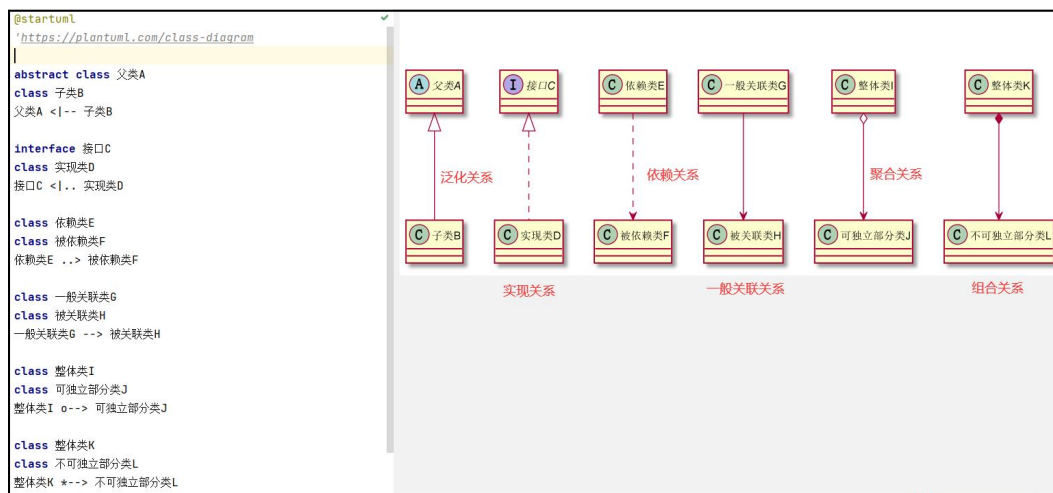 @startuml
'https://plantuml.com/class-diagram
abstract class 父类A
class 子类B
父类A <|-- 子类B
interface 接口C
class 实现类D
接口C <|.. 实现类D
class 依赖类E
class 被依赖类F
依赖类E ..> 被依赖类F
class 一般关联类G
class 被关联类H
一般关联类G --> 被关联类H
class 整体类I
class 可独立部分类J
整体类I o--> 可独立部分类J
class 整体类K
class 不可独立部分类L
整体类K *--> 不可独立部分类L
A 父类A
I 接口C
C 依赖类E
C 一般关联类G
C 整体类I
C 整体类K
泛化关系
依赖关系
聚合关系
C 子类B
C 实现类D
C 被依赖类F
C 被关联类H
C 可独立部分类J
C 不可独立部分类L
实现关系
一般关联关系
组合关系